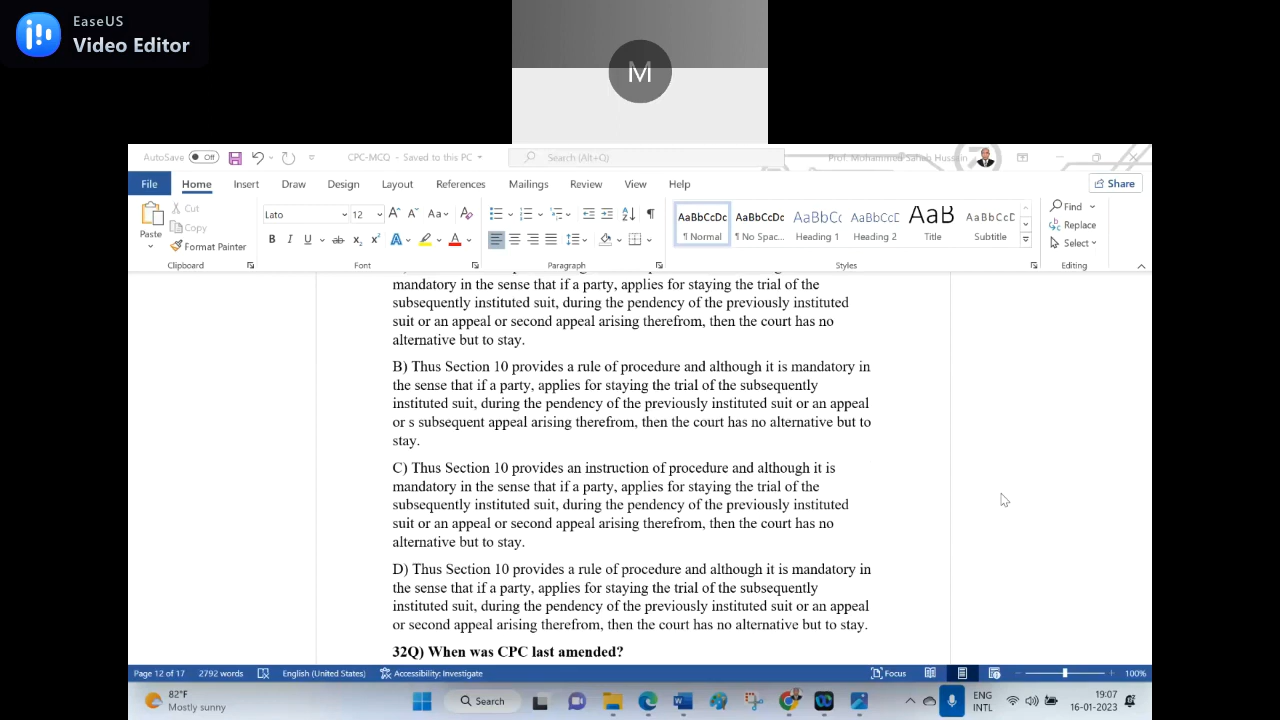 EaseUS
Video Editor
M
AutoSave Off CPC-MCQ - Saved to this PC Search (Alt+Q) Prof. Mohammed Saheb Hussain
File Home Insert Draw Design Layout References Mailings Review View Help Share
Paste Cut Copy Format Painter
Clipboard
Lato 12 A A Aa
B I U ab x₂ x² A A
Font
Paragraph
AaBbCcDc AaBbCcDc AaBbCc AaBbCcD AaB AaBbCcD
¶ Normal ¶ No Spac... Heading 1 Heading 2 Title Subtitle
Styles
Find
Replace
Select
Editing
mandatory in the sense that if a party, applies for staying the trial of the
subsequently instituted suit, during the pendency of the previously instituted
suit or an appeal or second appeal arising therefrom, then the court has no
alternative but to stay.
B) Thus Section 10 provides a rule of procedure and although it is mandatory in
the sense that if a party, applies for staying the trial of the subsequently
instituted suit, during the pendency of the previously instituted suit or an appeal
or s subsequent appeal arising therefrom, then the court has no alternative but to
stay.
C) Thus Section 10 provides an instruction of procedure and although it is
mandatory in the sense that if a party, applies for staying the trial of the
subsequently instituted suit, during the pendency of the previously instituted
suit or an appeal or second appeal arising therefrom, then the court has no
alternative but to stay.
D) Thus Section 10 provides a rule of procedure and although it is mandatory in
the sense that if a party, applies for staying the trial of the subsequently
instituted suit, during the pendency of the previously instituted suit or an appeal
or second appeal arising therefrom, then the court has no alternative but to stay.
32Q) When was CPC last amended?
Page 12 of 17 2792 words English (United States) Accessibility: Investigate Focus 100%
82°F
Mostly sunny
Search
ENG
INTL
19:07
16-01-2023